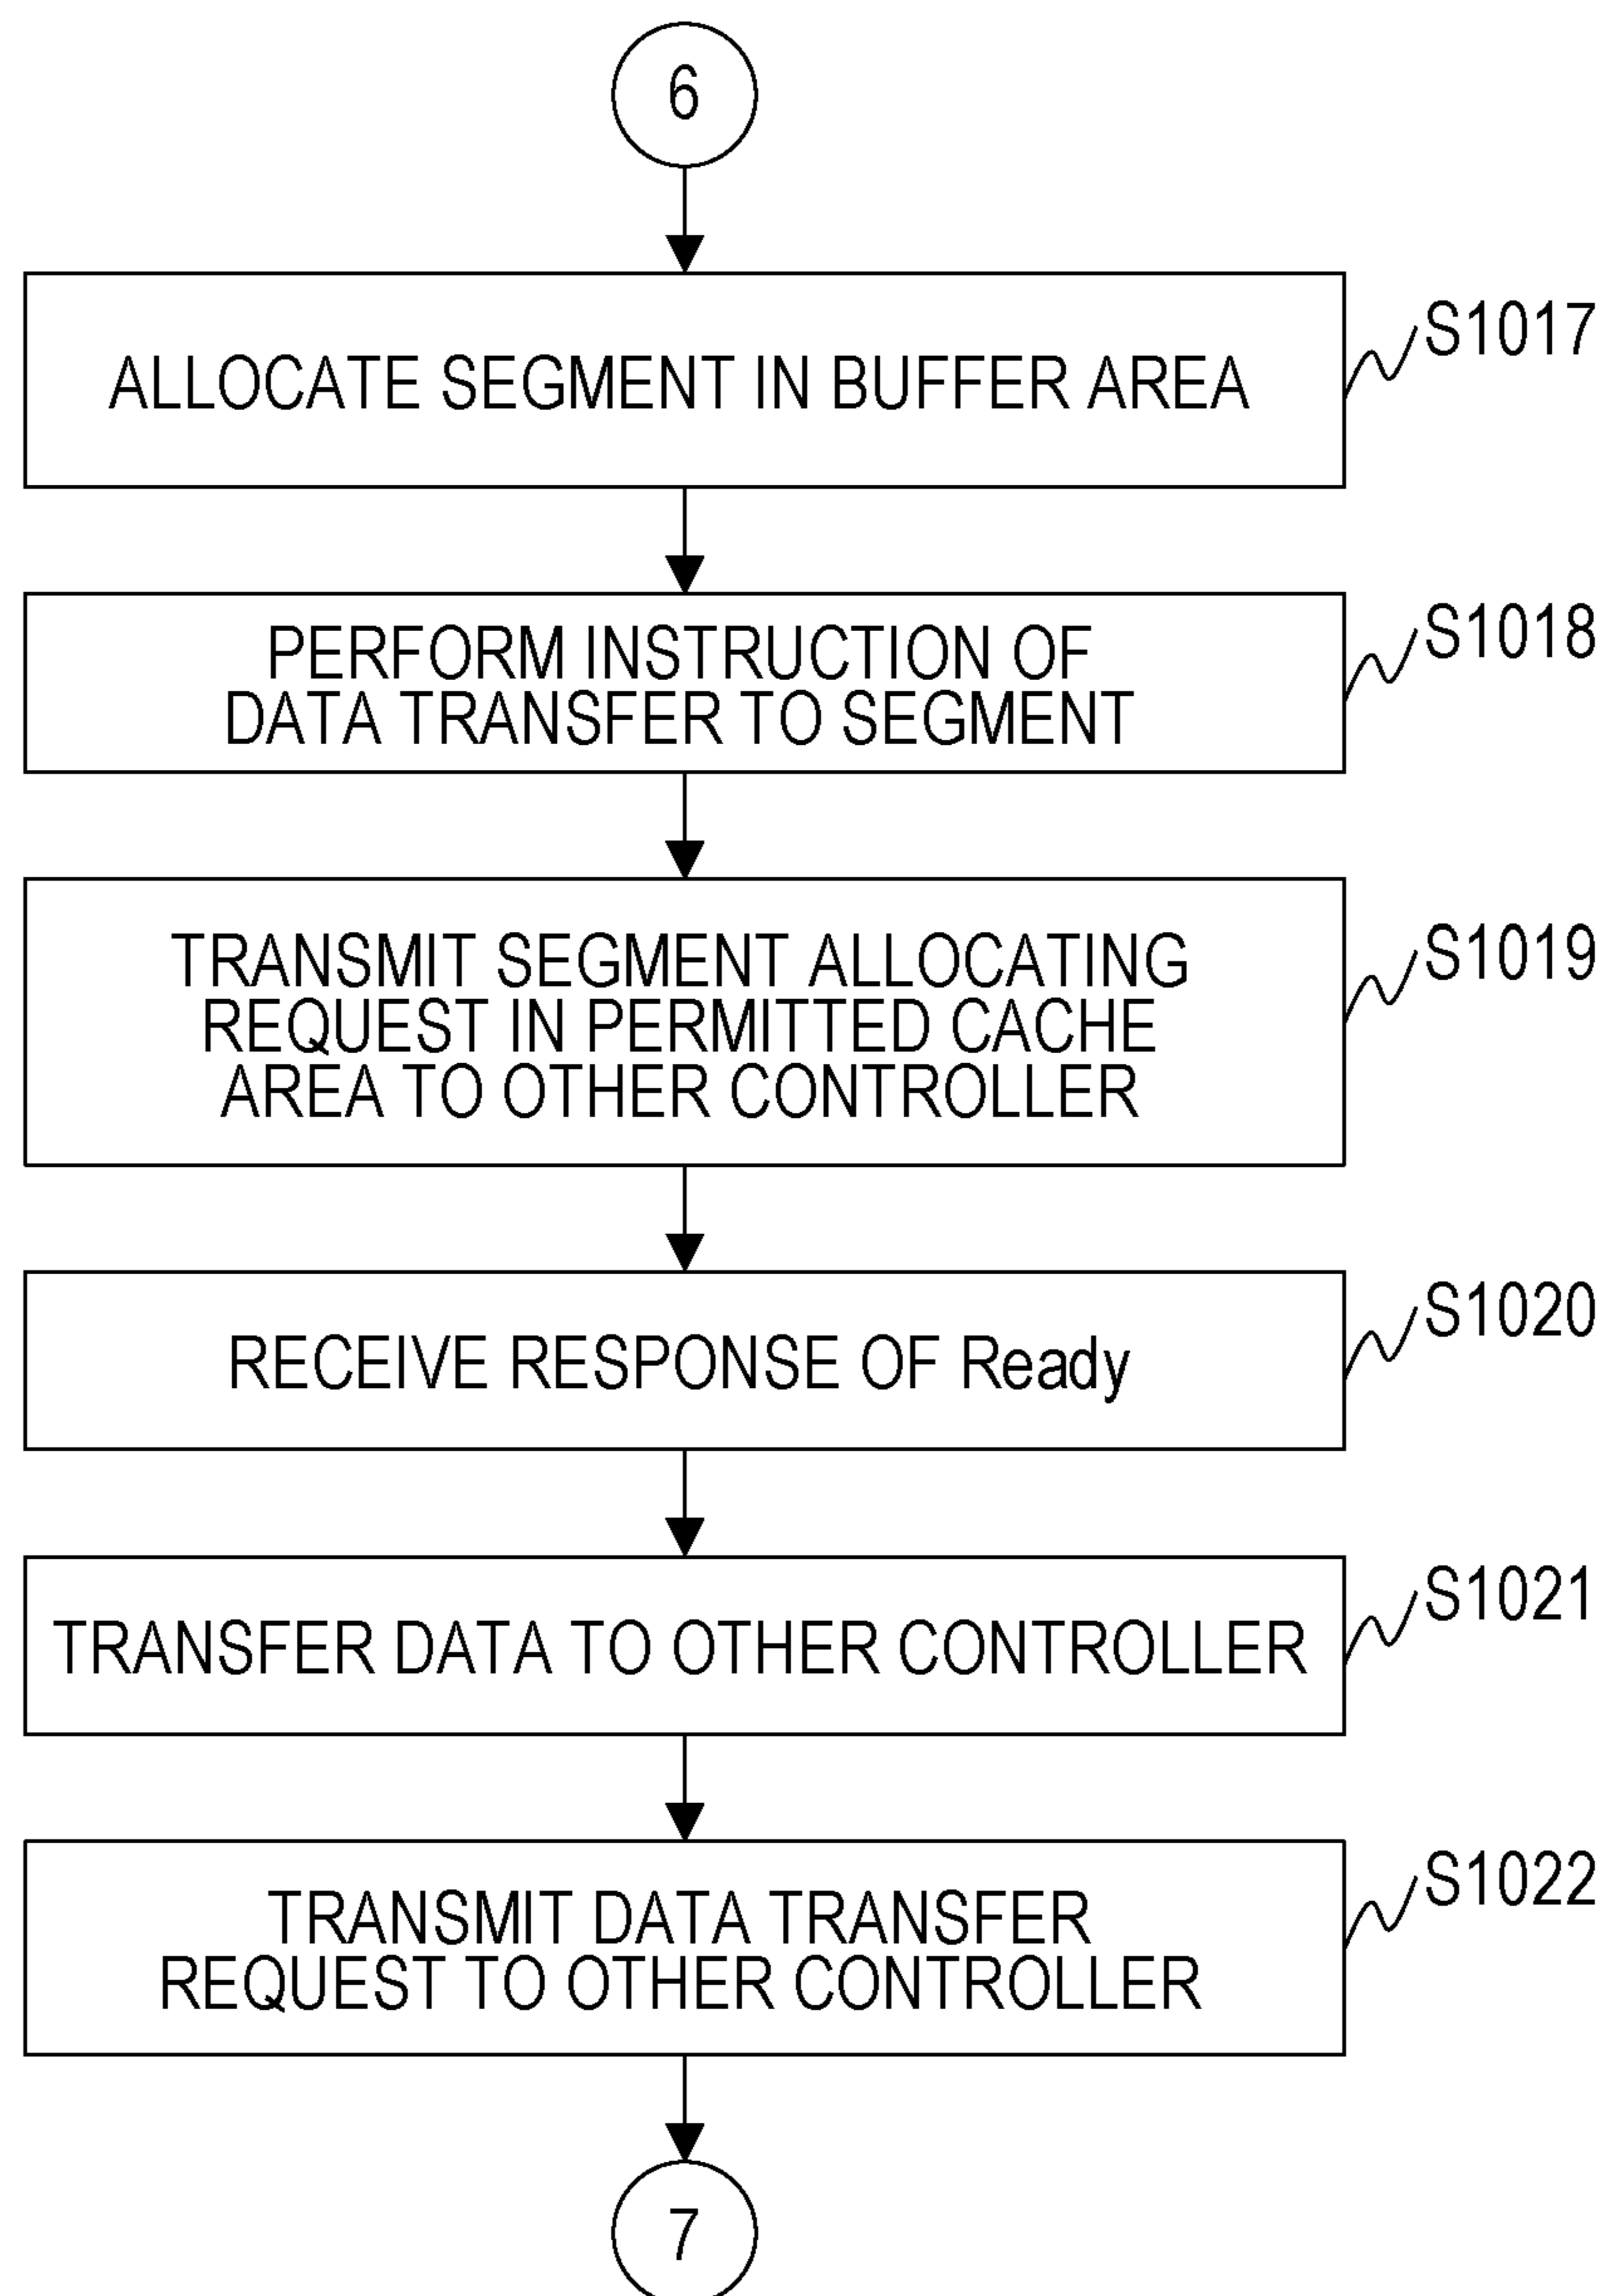 6
ALLOCATE SEGMENT IN BUFFER AREA
S1017
PERFORM INSTRUCTION OF
DATA TRANSFER TO SEGMENT
S1018
TRANSMIT SEGMENT ALLOCATING
REQUEST IN PERMITTED CACHE
AREA TO OTHER CONTROLLER
S1019
RECEIVE RESPONSE OF Ready
S1020
TRANSFER DATA TO OTHER CONTROLLER
S1021
TRANSMIT DATA TRANSFER
REQUEST TO OTHER CONTROLLER
S1022
7